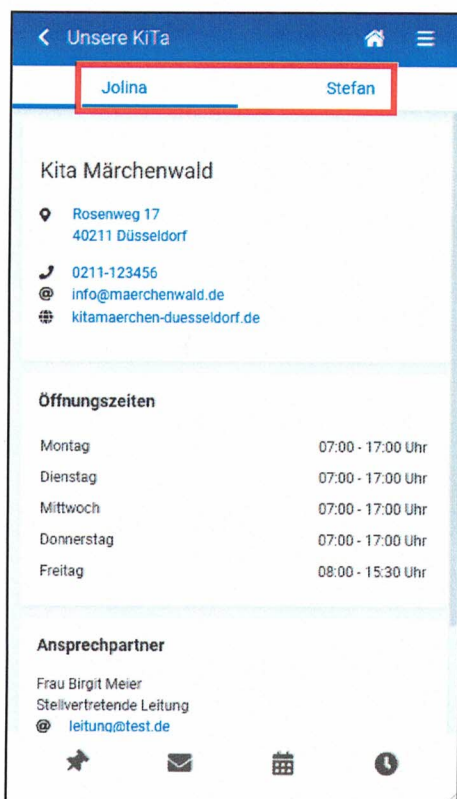 Unsere KiTa
Jolina Stefan
Kita Märchenwald
Rosenweg 17
40211 Düsseldorf
0211-123456
@ info@maerchenwald.de
kitamaerchen-duesseldorf.de
Öffnungszeiten
Montag 07:00 - 17:00 Uhr
Dienstag 07:00 - 17:00 Uhr
Mittwoch 07:00 - 17:00 Uhr
Donnerstag 07:00 - 17:00 Uhr
Freitag 08:00 - 15:30 Uhr
Ansprechpartner
Frau Birgit Meier
Stellvertretende Leitung
@ leitung@test.de